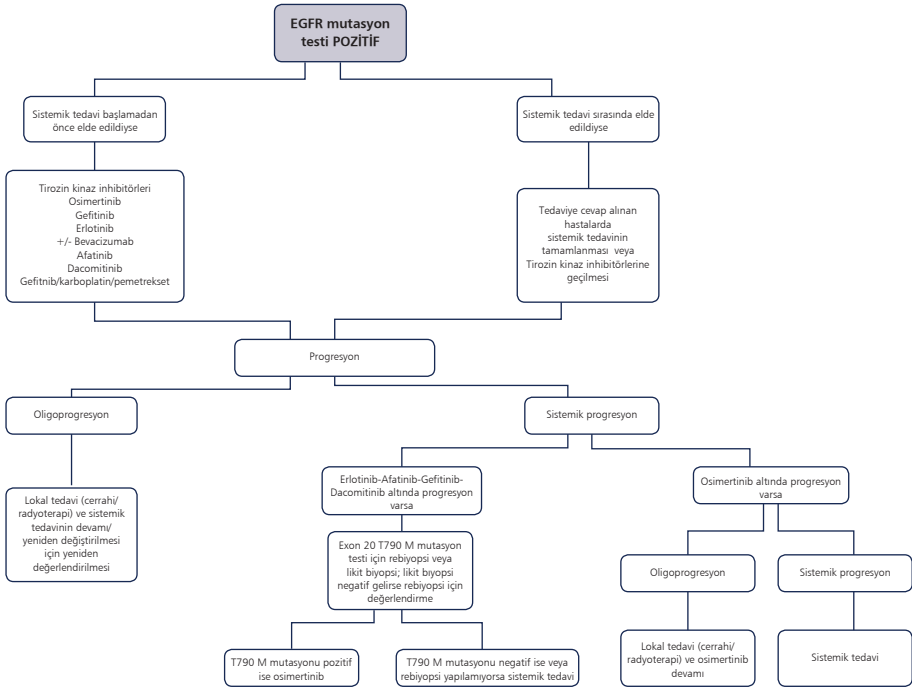 EGFR mutasyon
testi POZİTİF
Sistemik tedavi başlamadan
önce elde edildiyse
Sistemik tedavi sırasında elde
edildiyse
Tirozin kinaz inhibitörleri
Osimertinib
Gefitinib
Erlotinib
+/- Bevacizumab
Afatinib
Dacomitinib
Gefitnib/karboplatin/pemetrekset
Tedaviye cevap alınan
hastalarda
sistemik tedavinin
tamamlanması veya
Tirozin kinaz inhibitörlerine
geçilmesi
Progresyon
Oligoprogresyon
Sistemik progresyon
Lokal tedavi (cerrahi/
radyoterapi) ve sistemik
tedavinin devamı/
yeniden değiştirilmesi
için yeniden
değerlendirilmesi
Erlotinib-Afatinib-Gefitinib-
Dacomitinib altında progresyon
varsa
Osimertinib altında progresyon
varsa
Exon 20 T790 M mutasyon
testi için rebiyopsi veya
likit biyopsi; likit bıyopsi
negatif gelirse rebiyopsi için
değerlendirme
Oligoprogresyon
Sistemik progresyon
T790 M mutasyonu pozitif
ise osimertinib
T790 M mutasyonu negatif ise veya
rebiyopsi yapılamıyorsa sistemik tedavi
Lokal tedavi (cerrahi/
radyoterapi) ve osimertinib
devamı
Sistemik tedavi